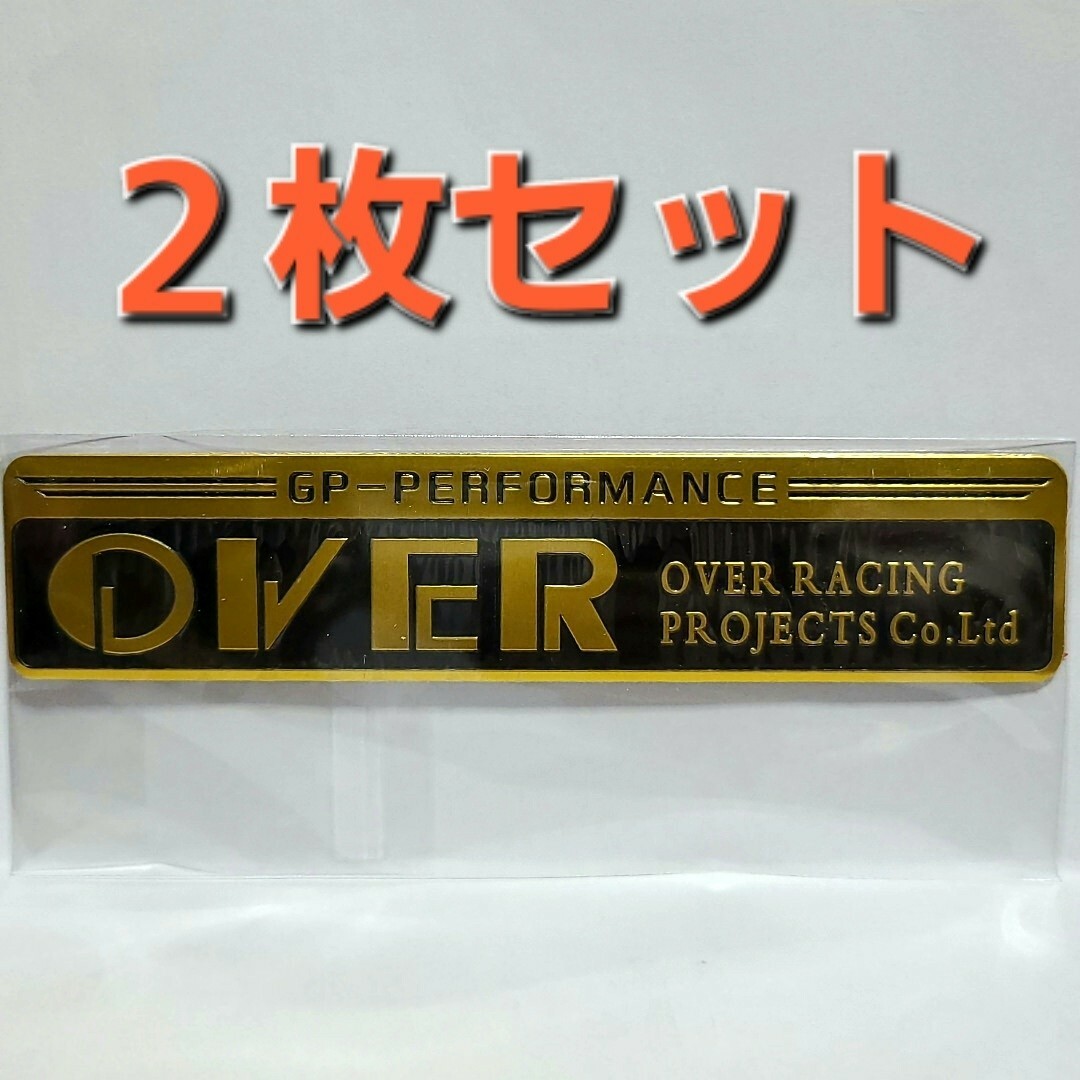 ２枚セット
GP-PERFORMANCE
OVER
OVER RACING
PROJECTS Co.Ltd